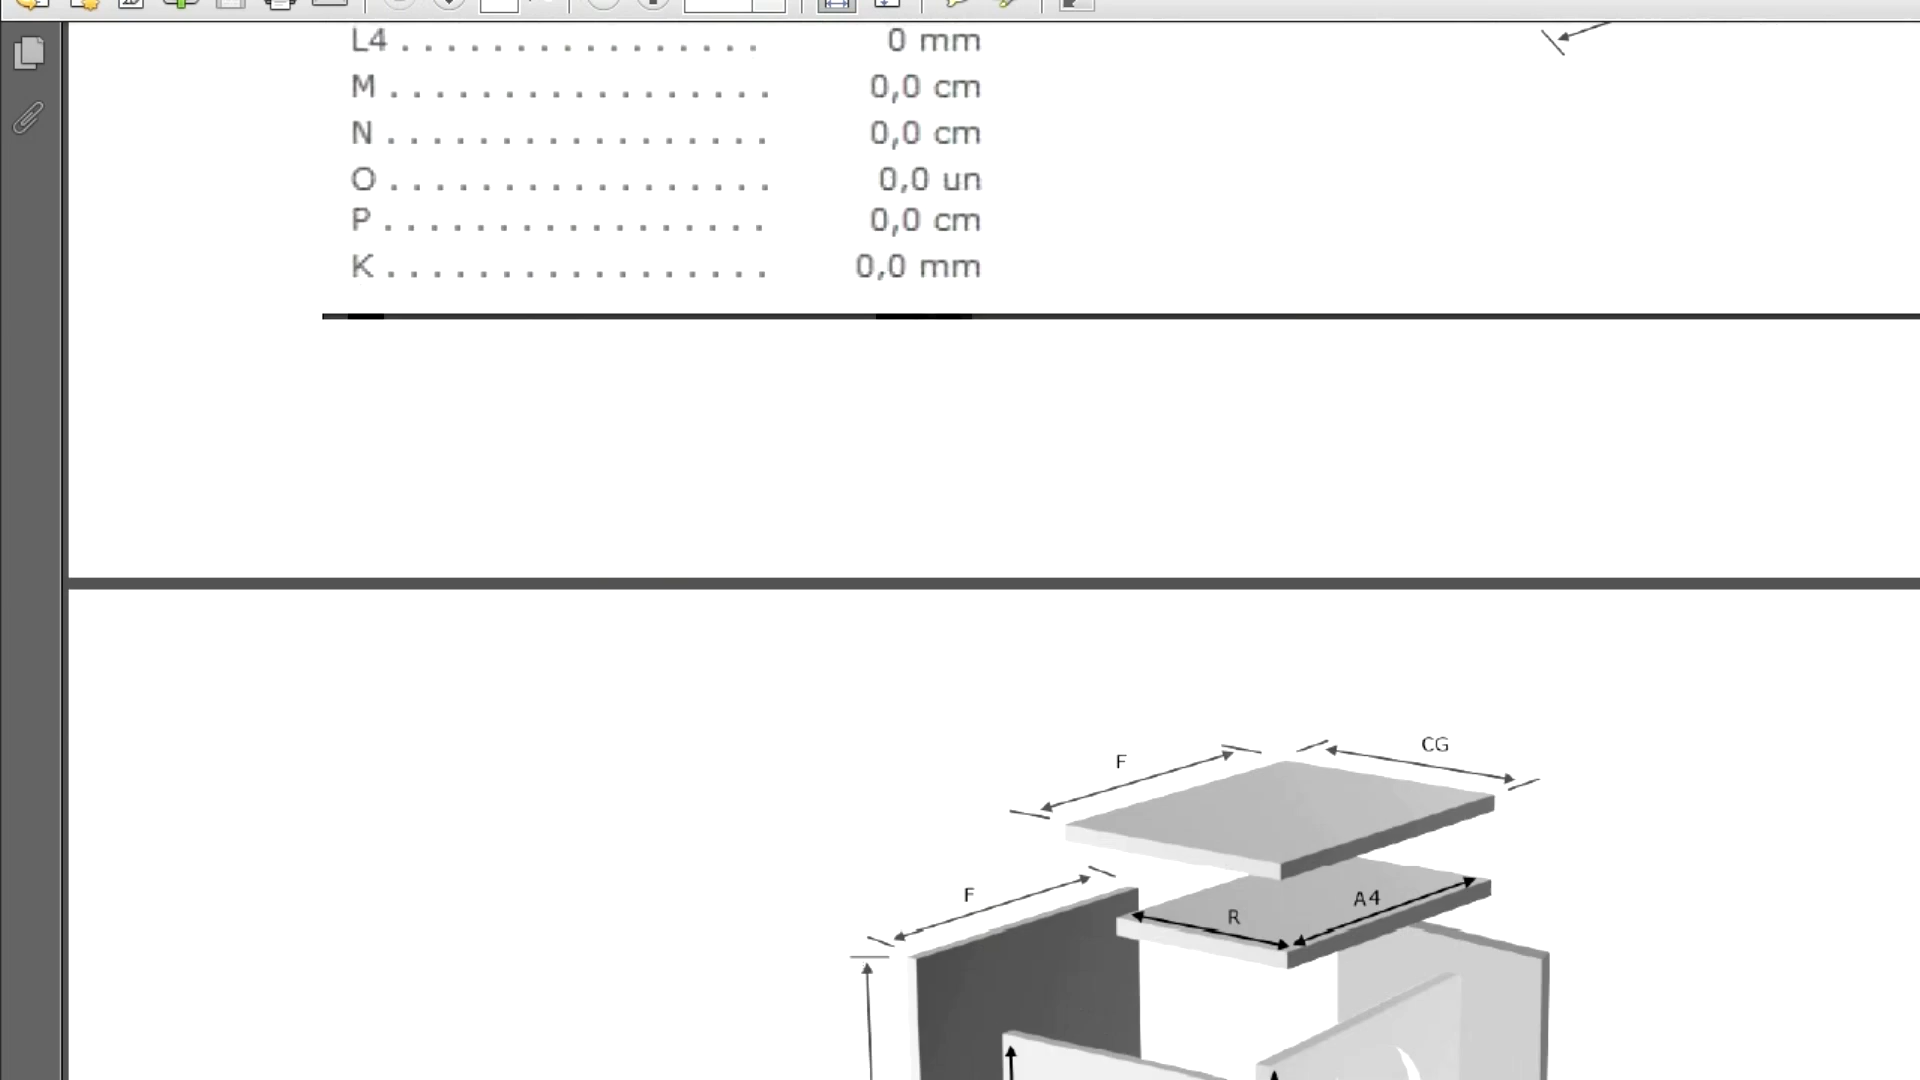 L4 . . . . . . . . . . . . . . . . 0 mm
M . . . . . . . . . . . . . . . . . 0,0 cm
N . . . . . . . . . . . . . . . . . 0,0 cm
O . . . . . . . . . . . . . . . . . 0,0 un
P . . . . . . . . . . . . . . . . . 0,0 cm
K . . . . . . . . . . . . . . . . . 0,0 mm
CG
F
F
A4
R